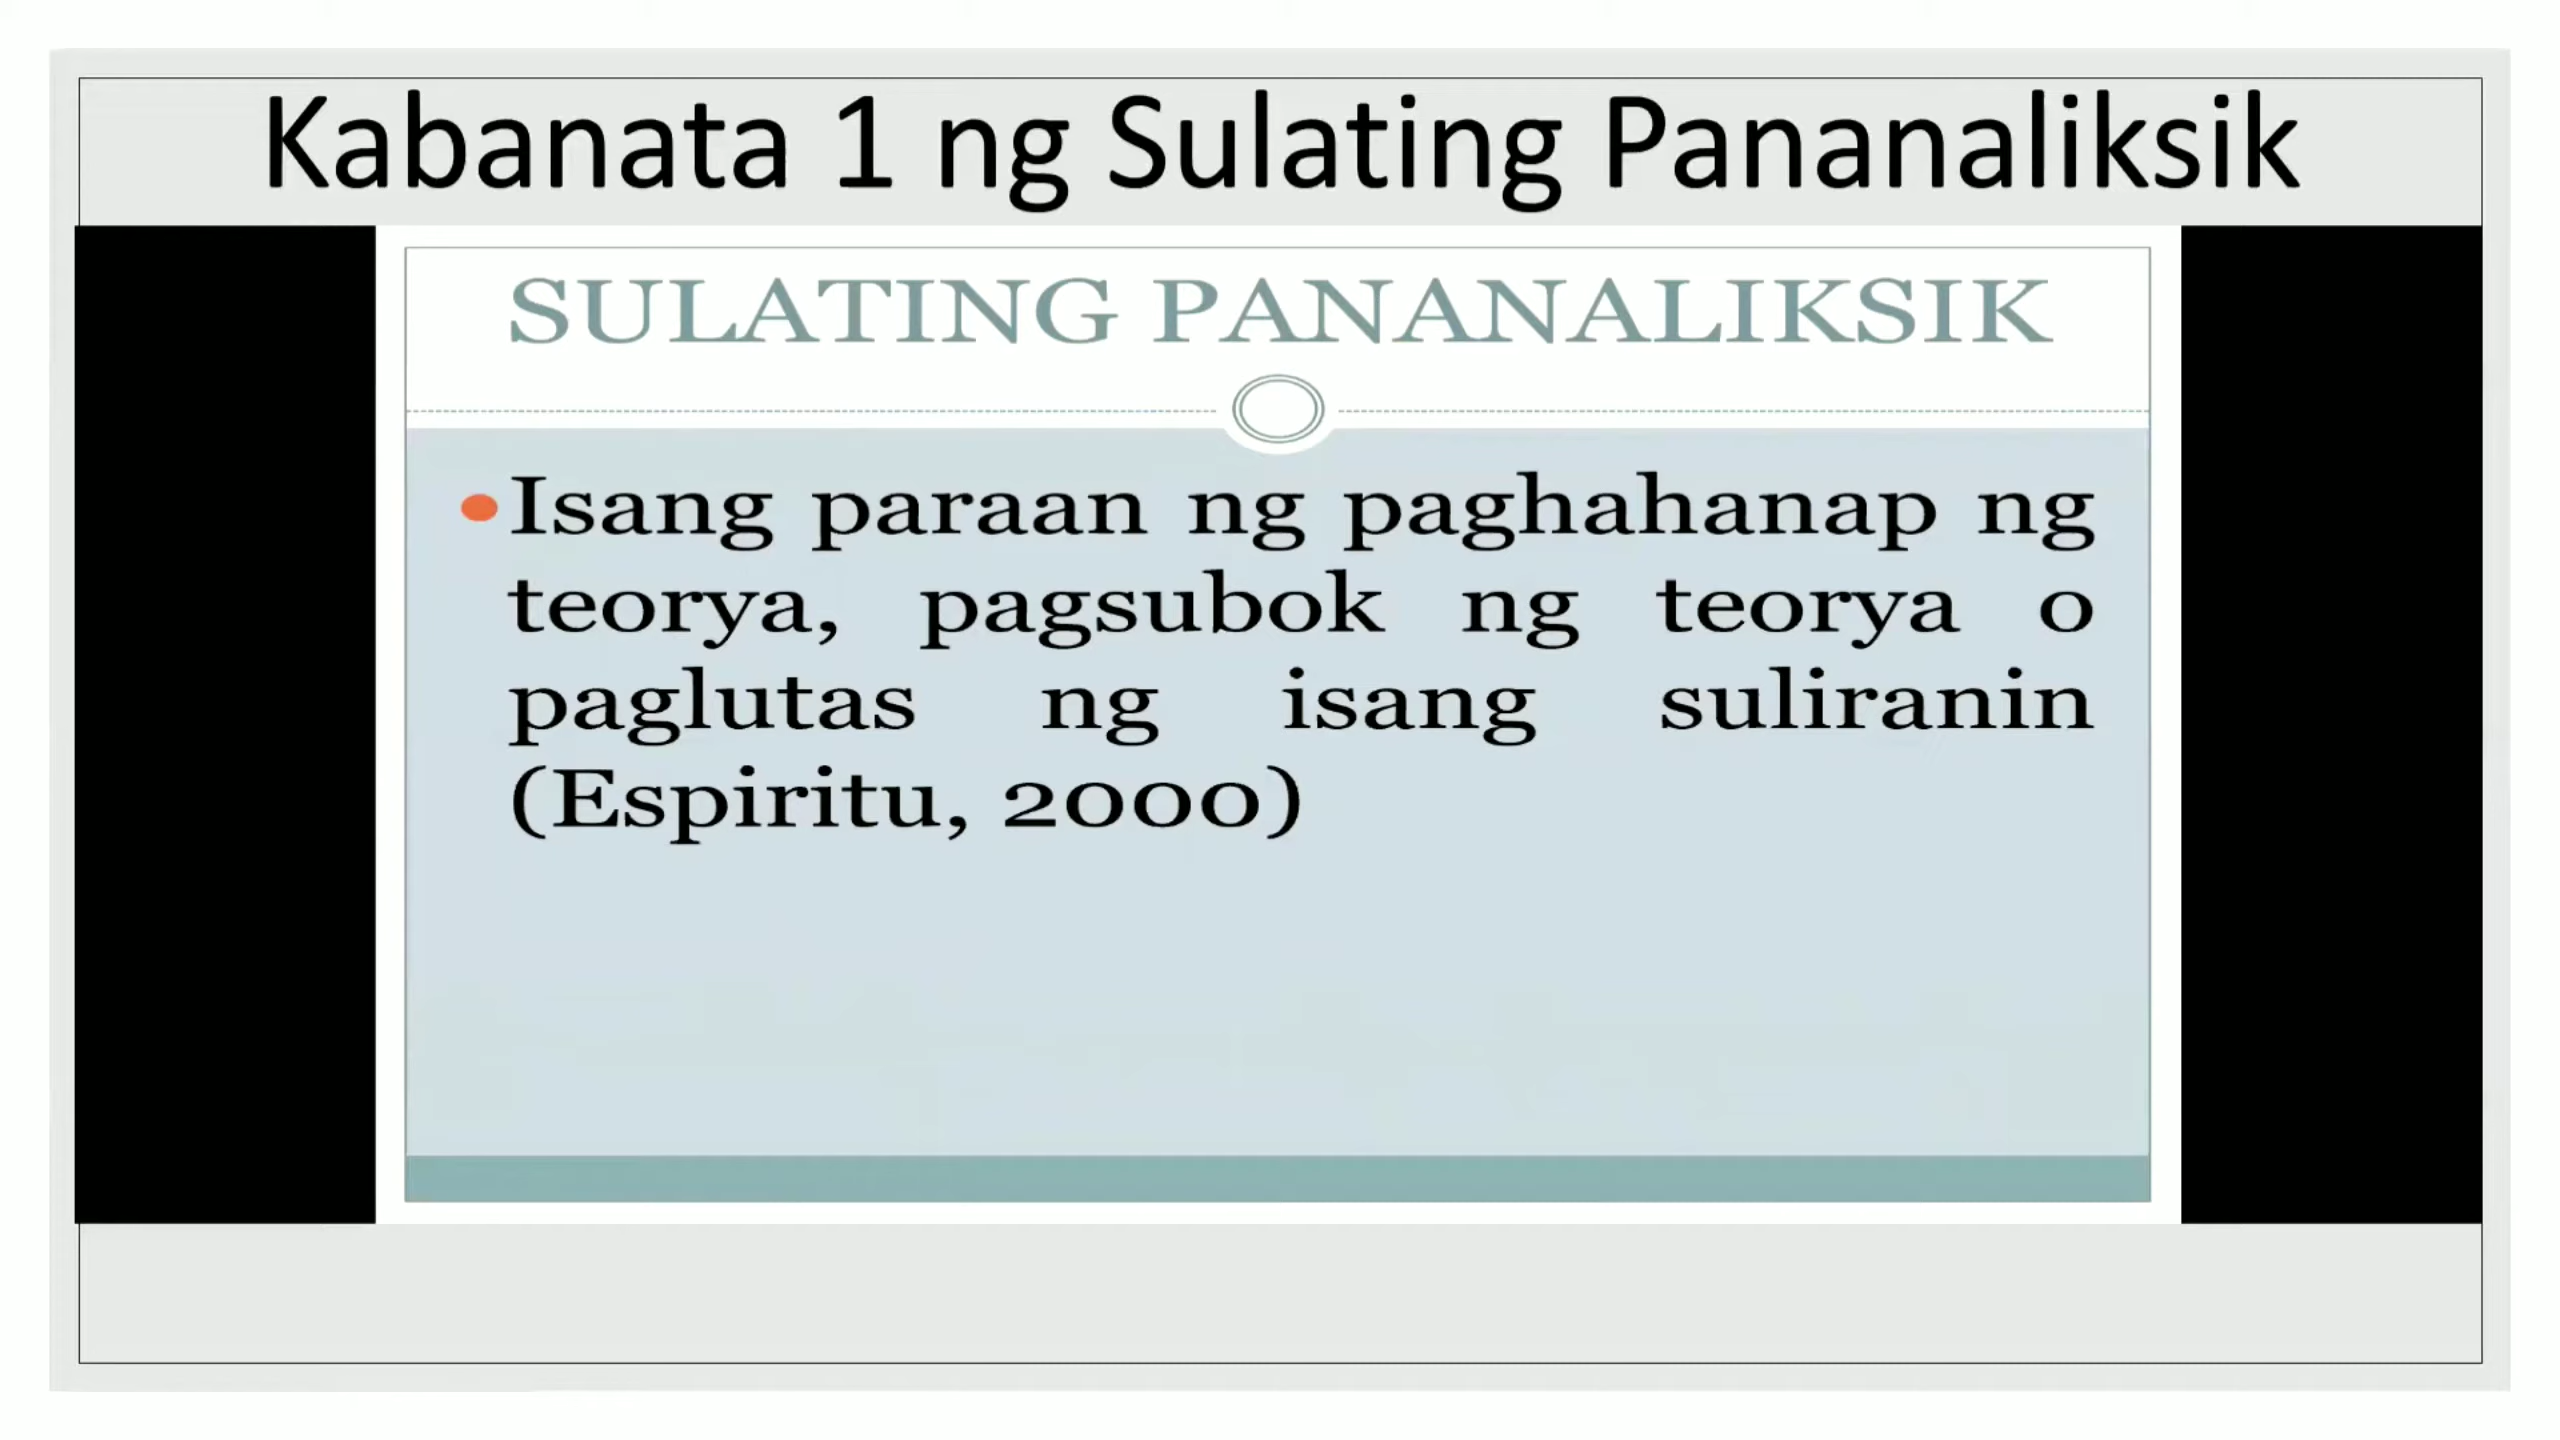 Kabanata 1 ng Sulating Pananaliksik
SULATING PANANALIKSIK
•Isang paraan ng paghahanap ng
teorya, pagsubok ng teorya o
paglutas ng isang suliranin
(Espiritu, 2000)